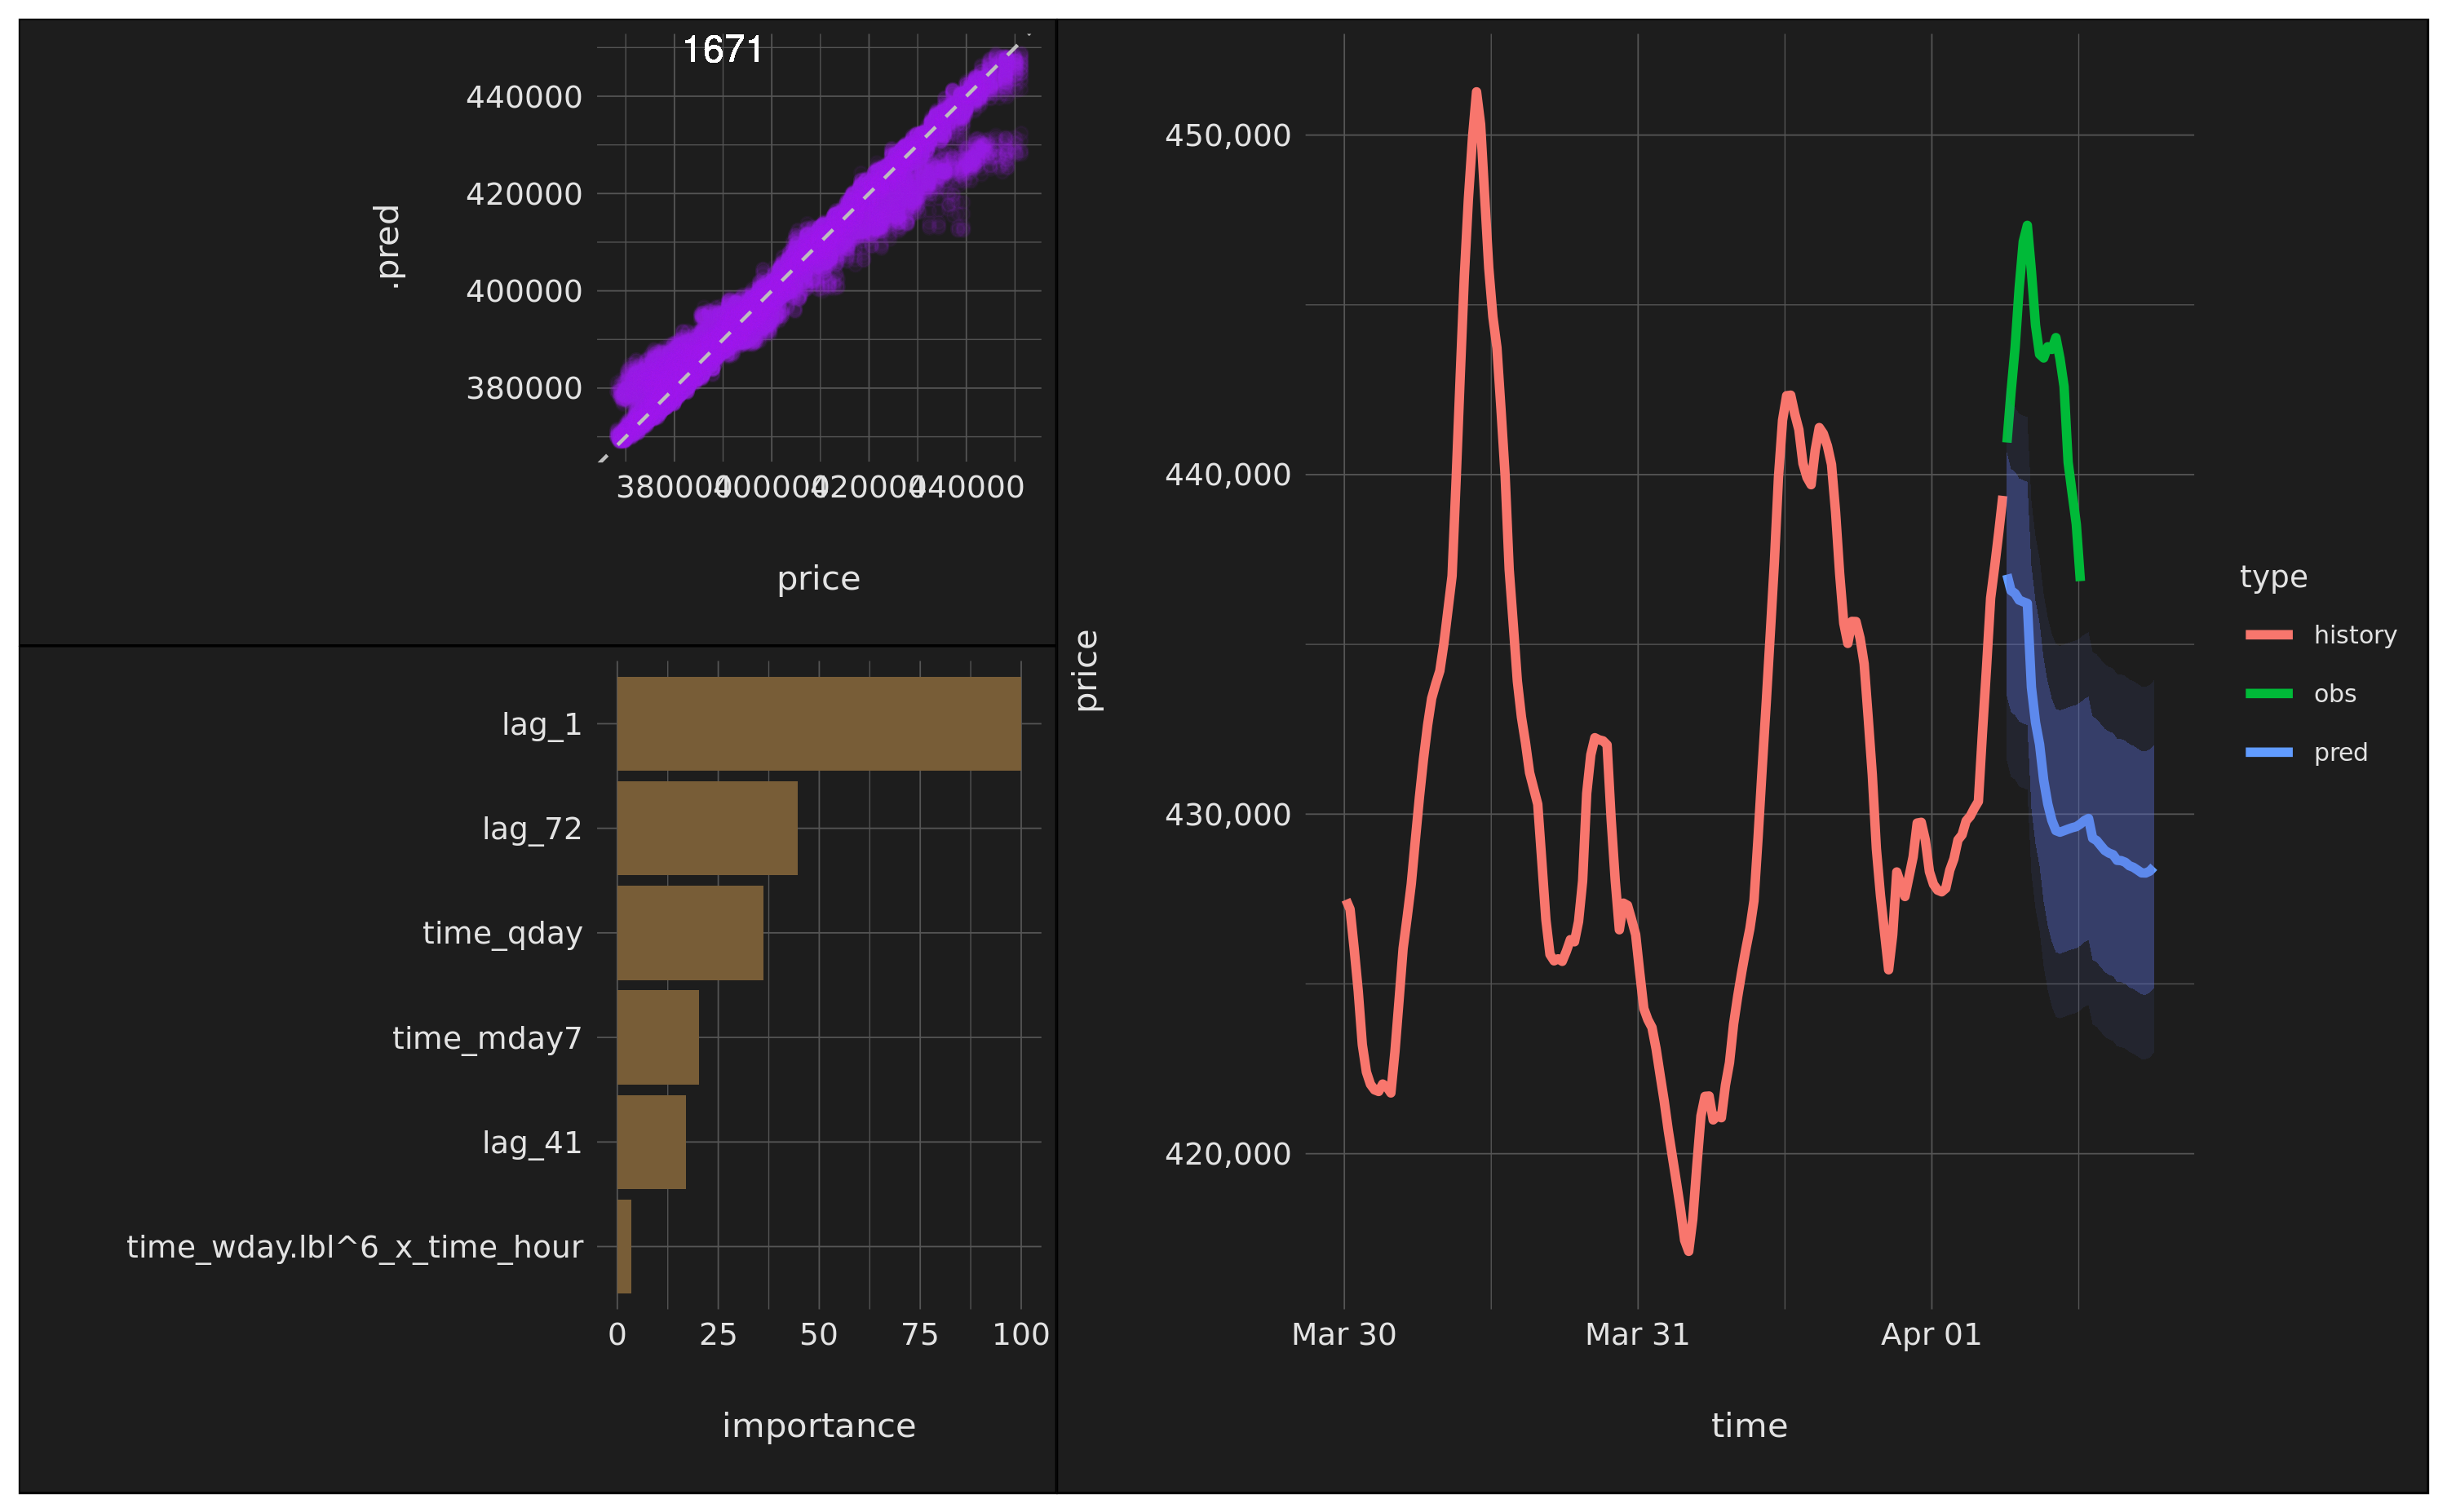 1671
440000
420000
400000
380000
.pred
380000
400000
420000
440000
price
lag_1
lag_72
time_qday
time_mday7
lag_41
time_wday.lbl^6_x_time_hour
0 25 50 75 100
importance
450,000
440,000
430,000
420,000
price
Mar 30 Mar 31 Apr 01
time
type
history
obs
pred